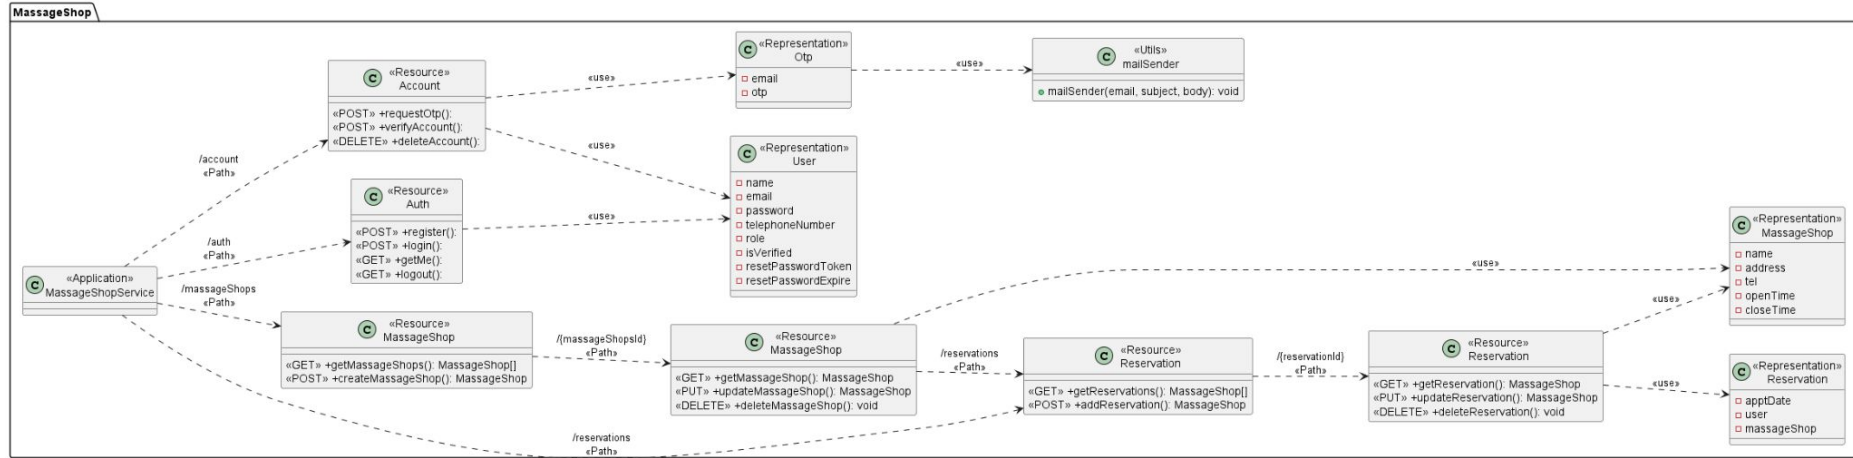 MassageShop
«Application»
MassageShopService
/account
«Path»
/auth
«Path»
/massageShops
«Path»
/reservations
«Path»
«Resource»
Account
«POST» +requestOtp():
«POST» +verifyAccount():
«DELETE» +deleteAccount():
«Resource»
Auth
«POST» +register():
«POST» +login():
«GET» +getMe():
«GET» +logout():
«Resource»
MassageShop
«GET» +getMassageShops(): MassageShop[]
«POST» +createMassageShop(): MassageShop
/{massageShopsId}
«Path»
«use»
«use»
«use»
«Representation»
Otp
email
otp
«use»
«Utils»
mailSender
mailSender(email, subject, body): void
«Representation»
User
name
email
password
telephoneNumber
role
isVerified
resetPasswordToken
resetPasswordExpire
«Resource»
MassageShop
«GET» +getMassageShop(): MassageShop
«PUT» +updateMassageShop(): MassageShop
«DELETE» +deleteMassageShop(): void
/reservations
«Path»
«Resource»
Reservation
«GET» +getReservations(): MassageShop[]
«POST» +addReservation(): MassageShop
/{reservationId}
«Path»
«Resource»
Reservation
«GET» +getReservation(): MassageShop
«PUT» +updateReservation(): MassageShop
«DELETE» +deleteReservation(): void
«use»
«use»
«use»
«Representation»
MassageShop
name
address
tel
openTime
closeTime
«Representation»
Reservation
apptDate
user
massageShop